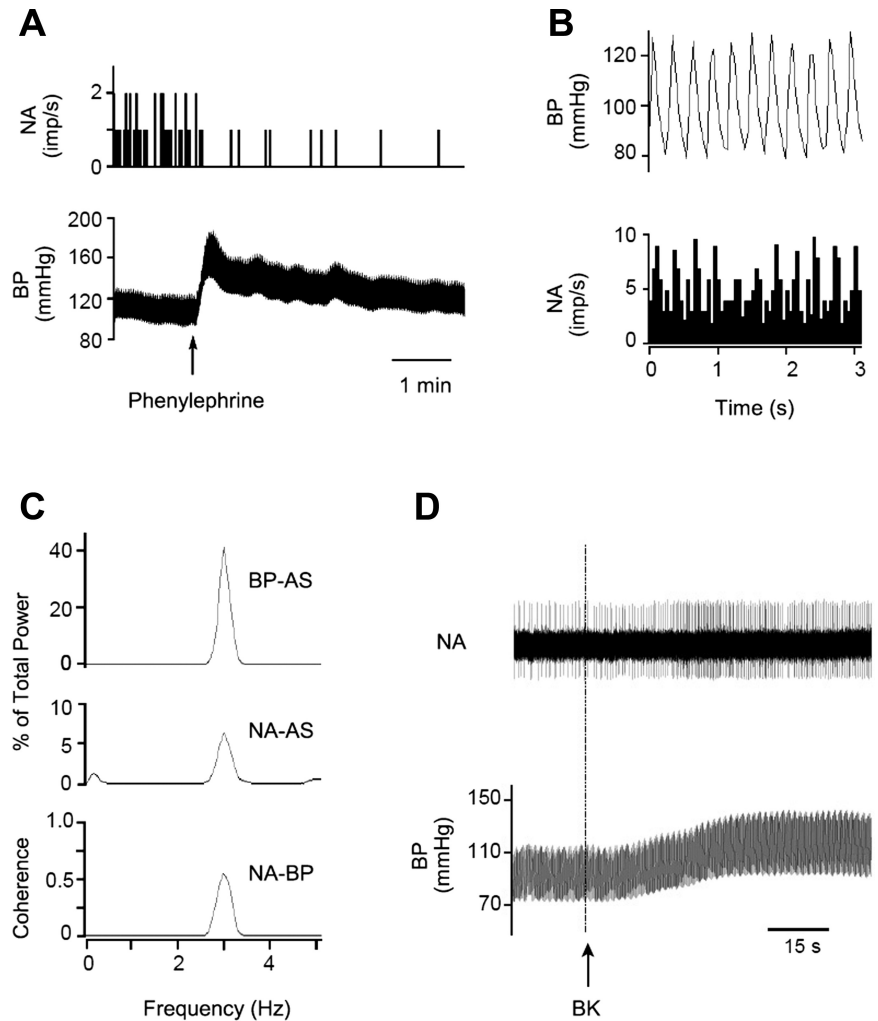 A
NA
(imp/s)
2
0
BP
(mmHg)
200
160
120
80
Phenylephrine
1 min
B
BP
(mmHg)
120
100
80
NA
(imp/s)
10
5
0
0 1 2 3
Time (s)
C
% of Total Power
40
20
0
BP-AS
10
5
0
NA-AS
Coherence
1.0
0.5
0
NA-BP
0 2 4
Frequency (Hz)
D
NA
BP
(mmHg)
150
110
70
15 s
BK